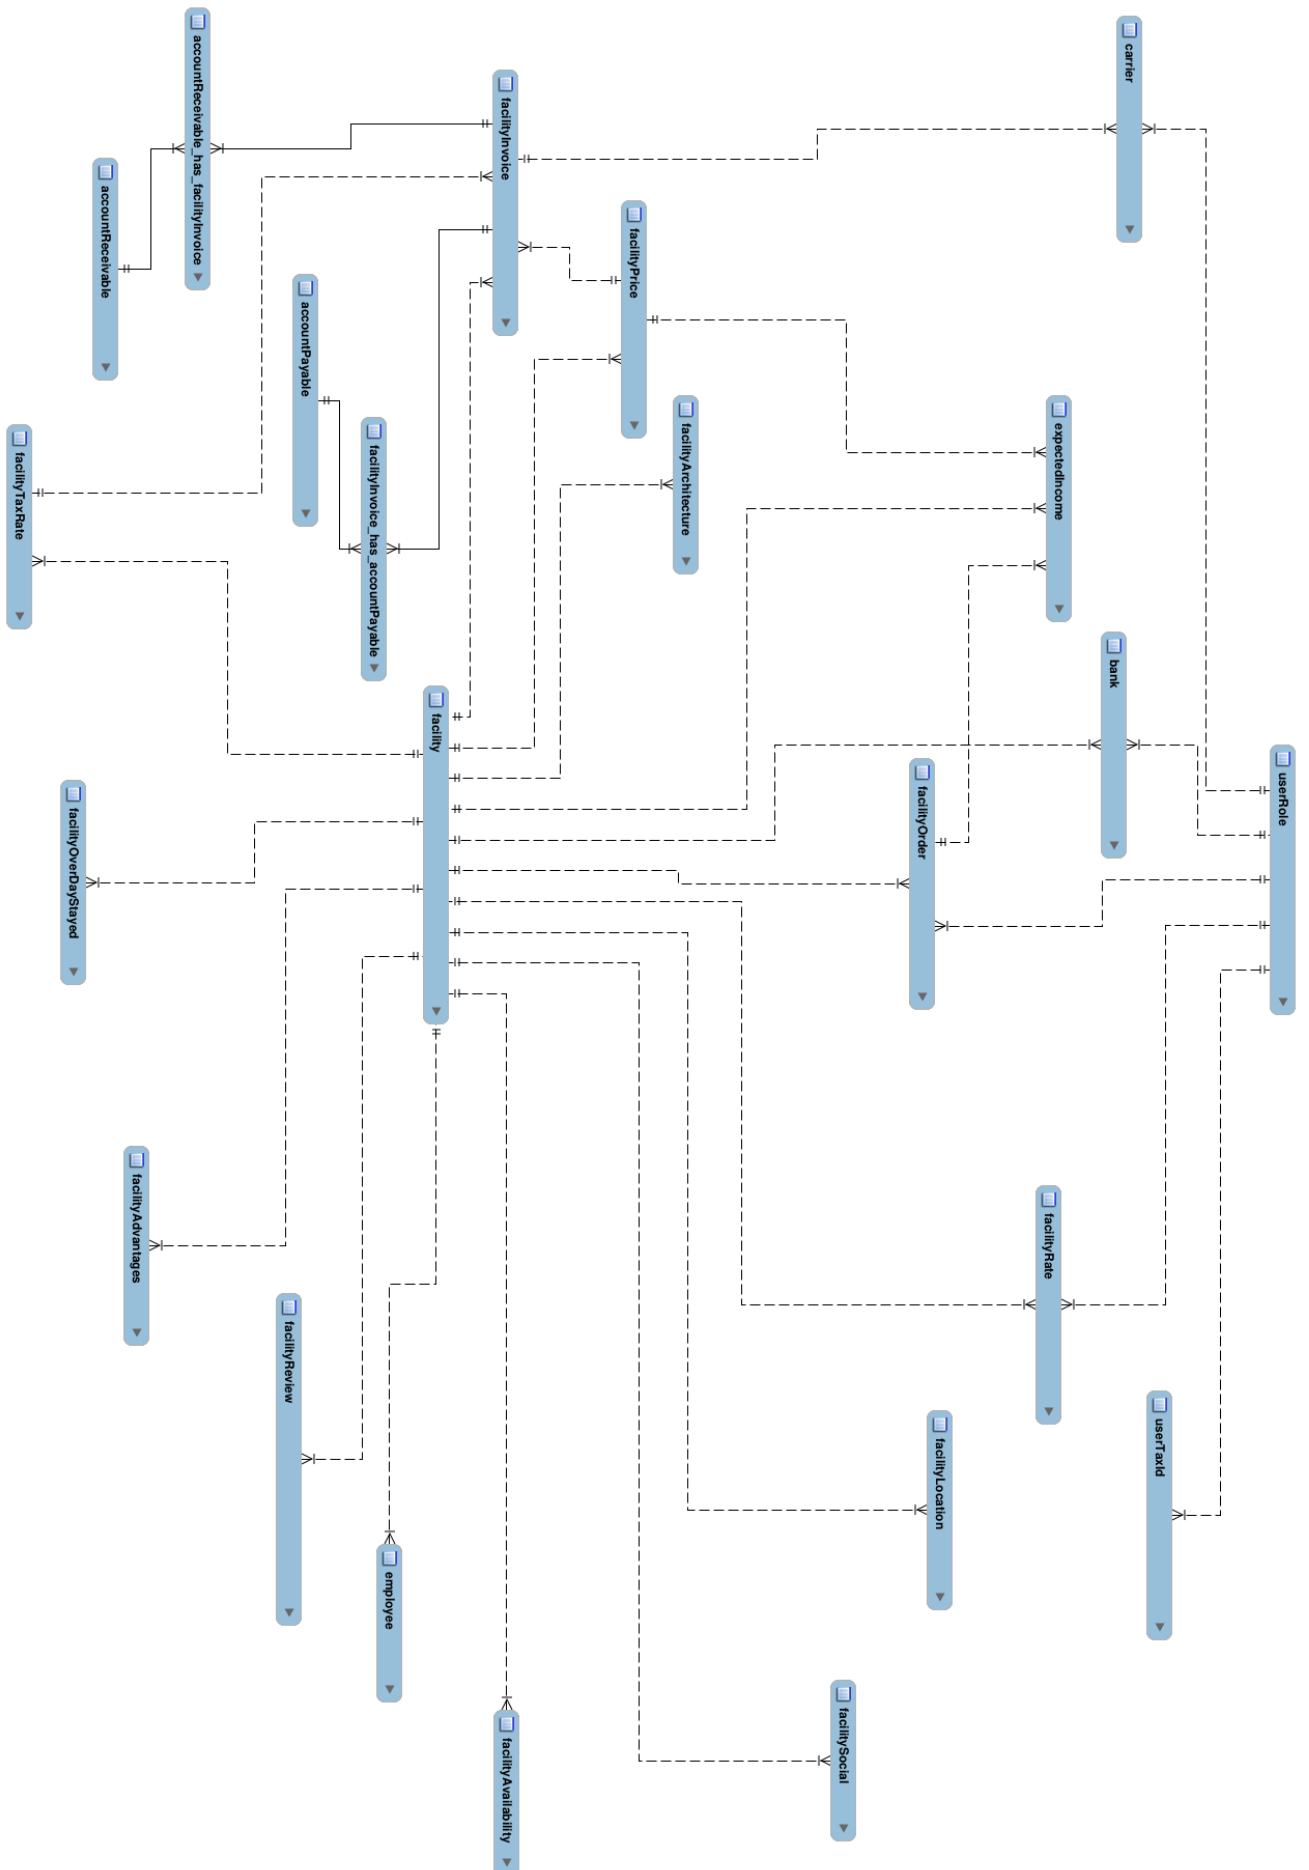 userRole
userTaxId
carrier
bank
expectedIncome
facilityRate
facilityLocation
facilityOrder
facilitySocial
facilityArchitecture
facilityPrice
facilityInvoice
facilityAvailability
facility
employee
facilityInvoice_has_accountPayable
accountPayable
facilityReview
accountReceivable_has_facilityInvoice
facilityAdvantages
accountReceivable
facilityOverDayStayed
facilityTaxRate